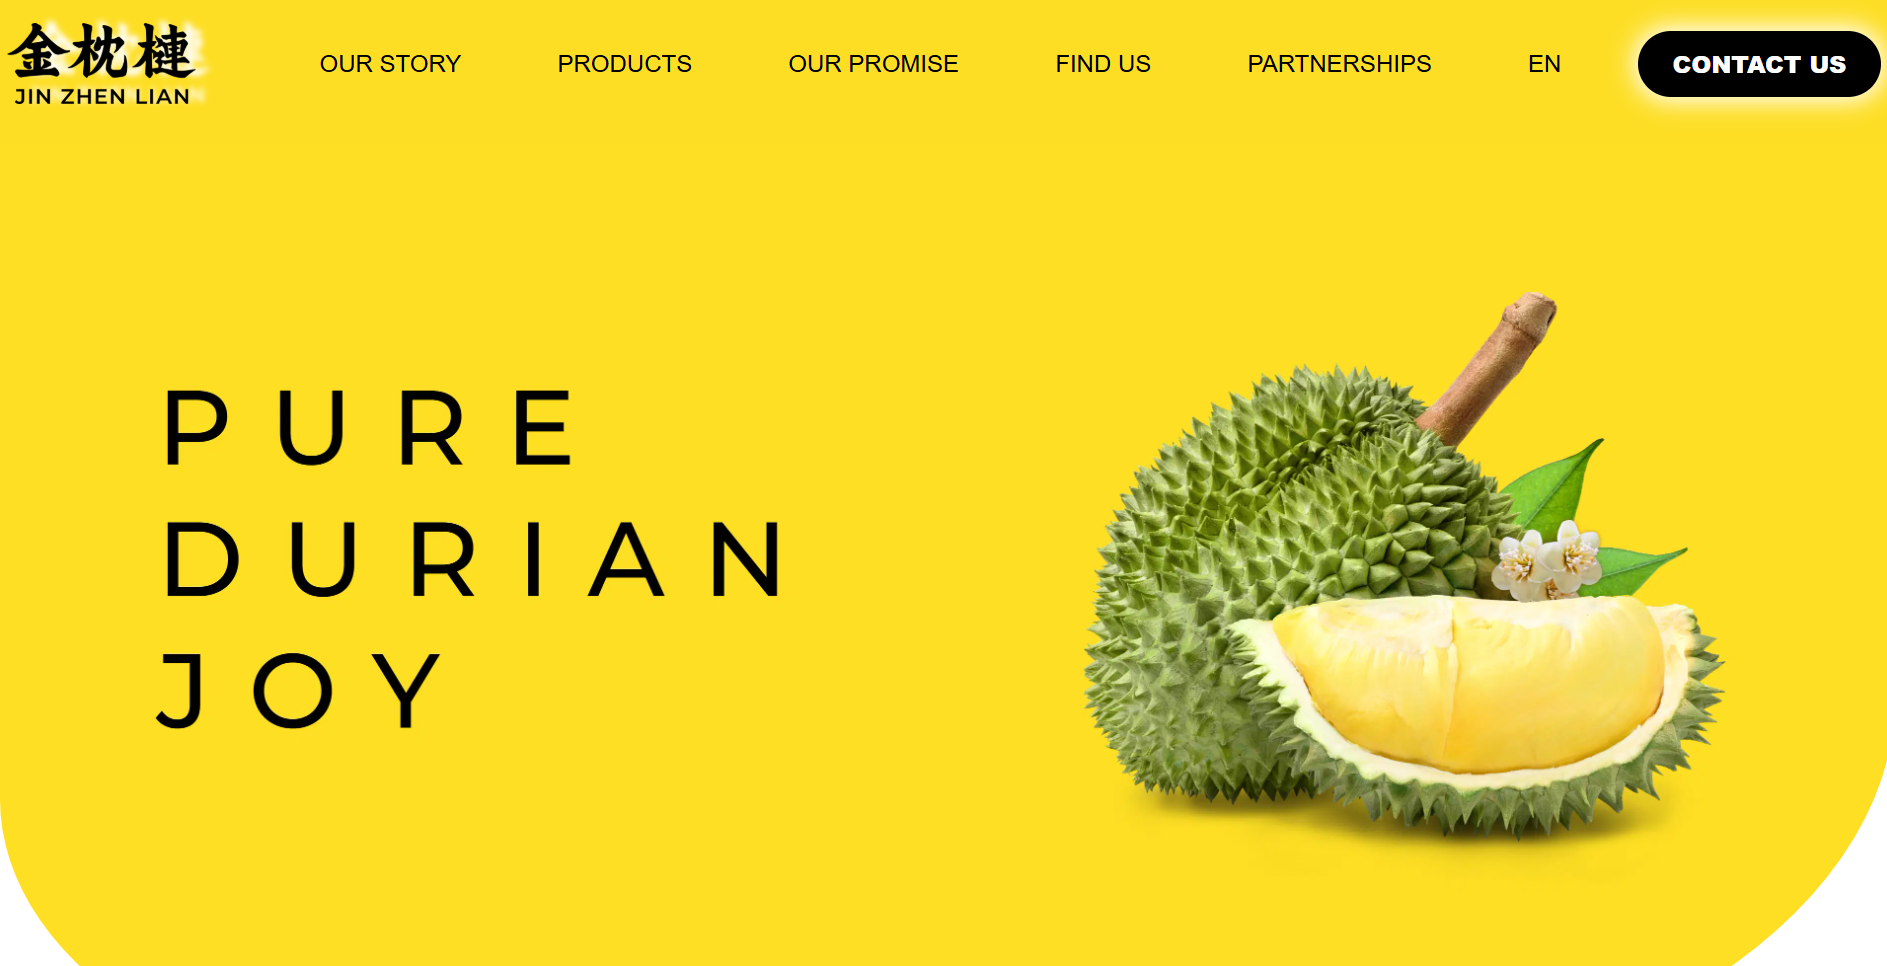 金枕槤
JIN ZHEN LIAN
OUR STORY
PRODUCTS
OUR PROMISE
FIND US
PARTNERSHIPS
EN
CONTACT US
PURE
DURIAN
JOY